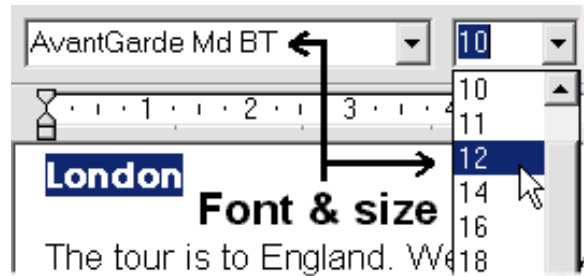 AvantGarde Md BT 10
1 2 3 4 10
11
London 12
Font & size 14
16
The tour is to England. We 18